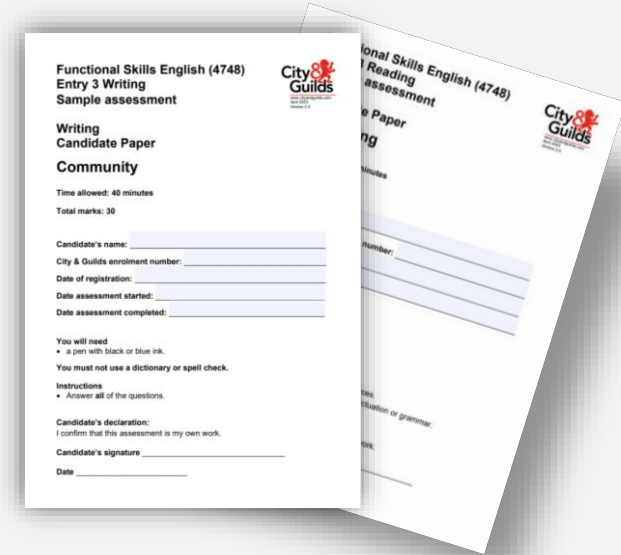 Functional Skills English (4748)
Entry 3 Writing
Sample assessment
City&
Guilds
Writing
Candidate Paper
Community
Time allowed: 40 minutes
Total marks: 30
Candidate's name:
City & Guilds enrolment number:
Date of registration:
Date assessment started:
Date assessment completed:
You will need
• a pen with black or blue ink.
You must not use a dictionary or spell check.
Instructions
• Answer all of the questions.
Candidate's declaration:
I confirm that this assessment is my own work.
Candidate's signature
Date
Skills English (4748)
Reading
assessment
City&
Guilds
Paper
number:
or grammar.